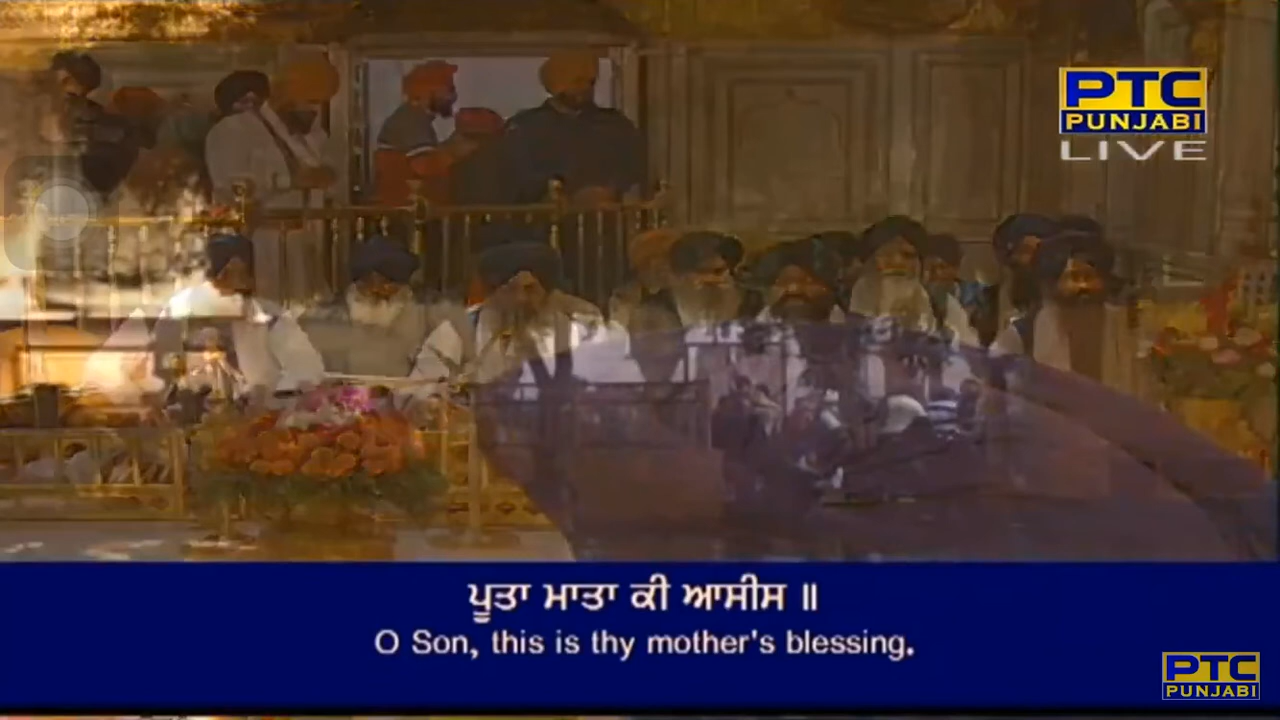 PTC
PUNJABI
LIVE
ਪੂਤਾ ਮਾਤਾ ਕੀ ਆਸੀਸ ॥
O Son, this is thy mother's blessing.
PTC
PUNJABI